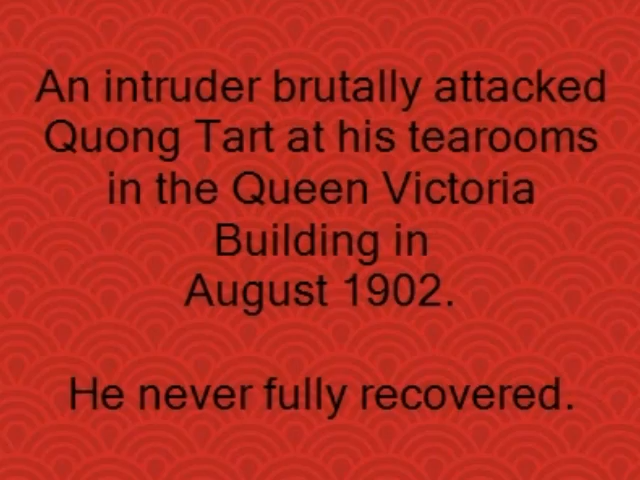 An intruder brutally attacked
Quong Tart at his tearooms
in the Queen Victoria
Building in
August 1902.
He never fully recovered.